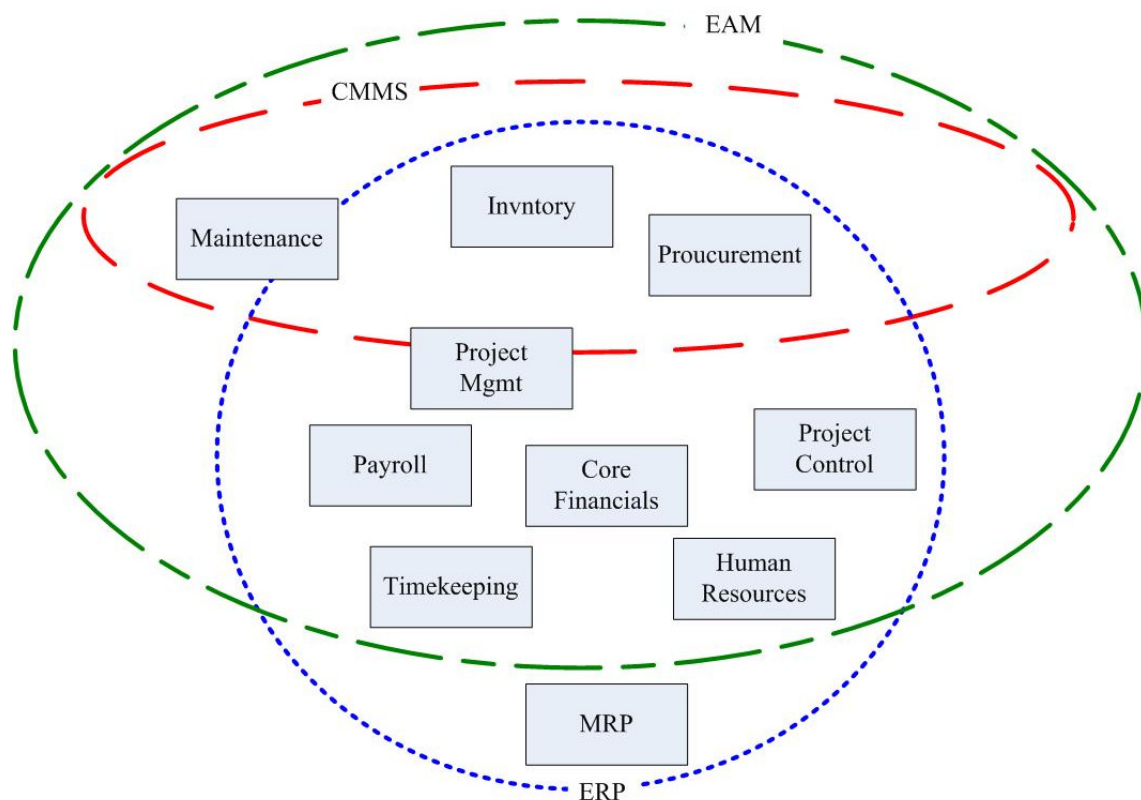 EAM
CMMS
Invntory
Maintenance
Proucurement
Project
Mgmt
Project
Control
Payroll
Core
Financials
Timekeeping
Human
Resources
MRP
ERP